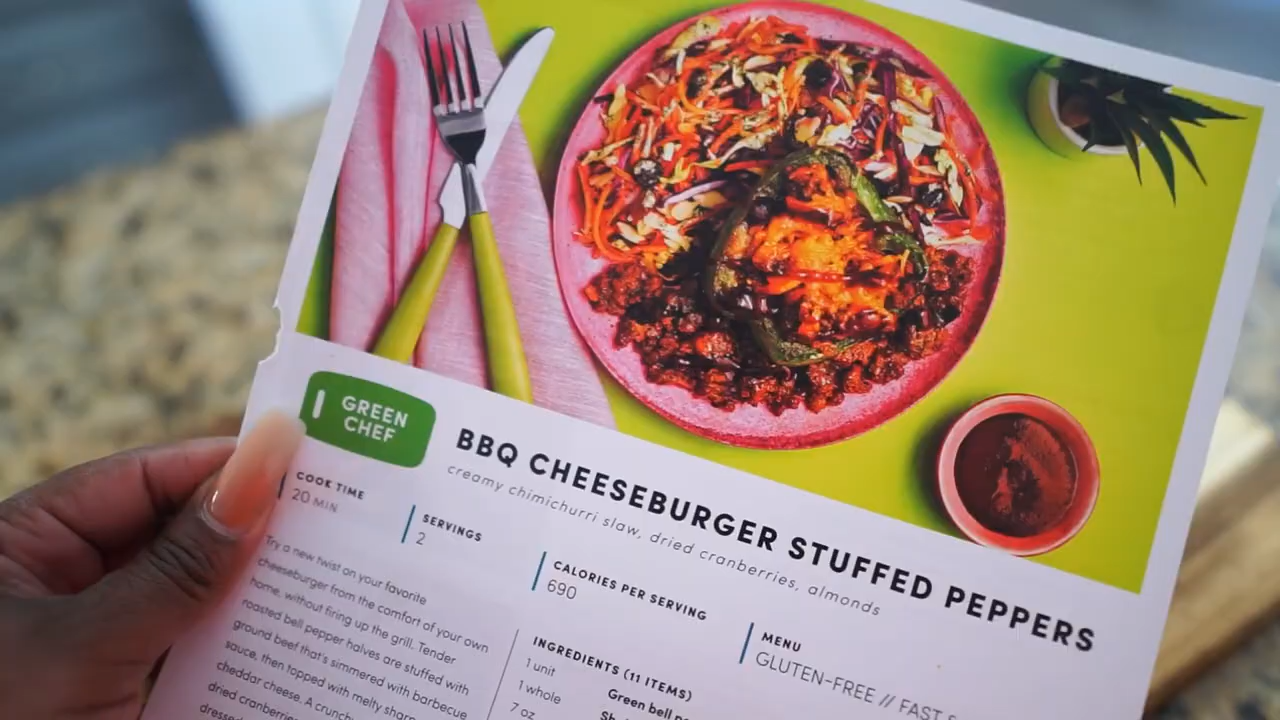 GREEN
CHEF
BBQ CHEESEBURGER STUFFED PEPPERS
creamy chimichurri slaw, dried cranberries, almonds
COOK TIME
20 MIN
SERVINGS
2
CALORIES PER SERVING
690
MENU
GLUTEN-FREE // FAST
Try a new twist on your favorite
cheeseburger from the comfort of your own
home, without firing up the grill. Tender
roasted bell pepper halves are stuffed with
ground beef that's simmered with barbecue
sauce, then topped with melty sharp
cheddar cheese. A crunchy
dried cranberries
dressed
INGREDIENTS (11 ITEMS)
1 unit Green bell
1 whole
7 oz